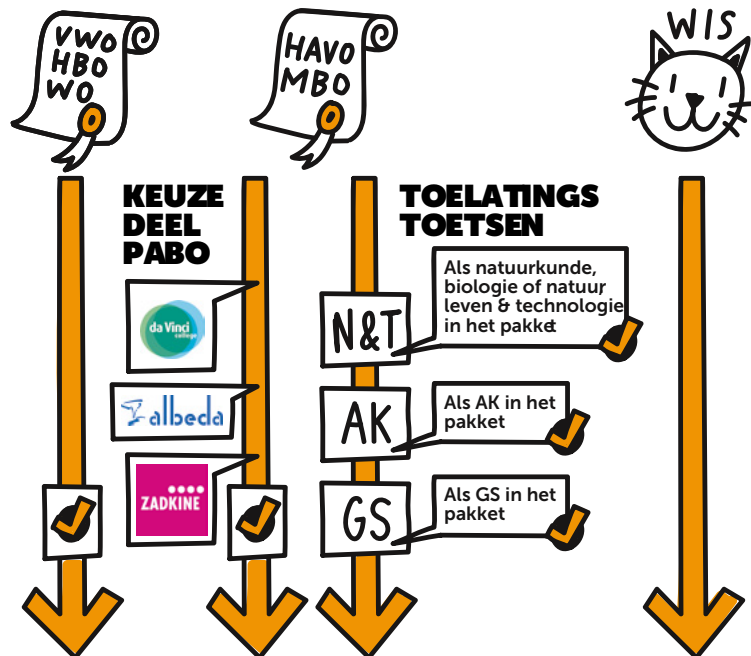 VWO
HBO
WO
HAVO
MBO
WIS
KEUZE
DEEL
PABO
TOELATINGS
TOETSEN
da Vinci
college
albeda
ZADKINE
N&T
Als natuurkunde,
biologie of natuur
leven & technologie
in het pakket
AK
Als AK in het
pakket
GS
Als GS in het
pakket